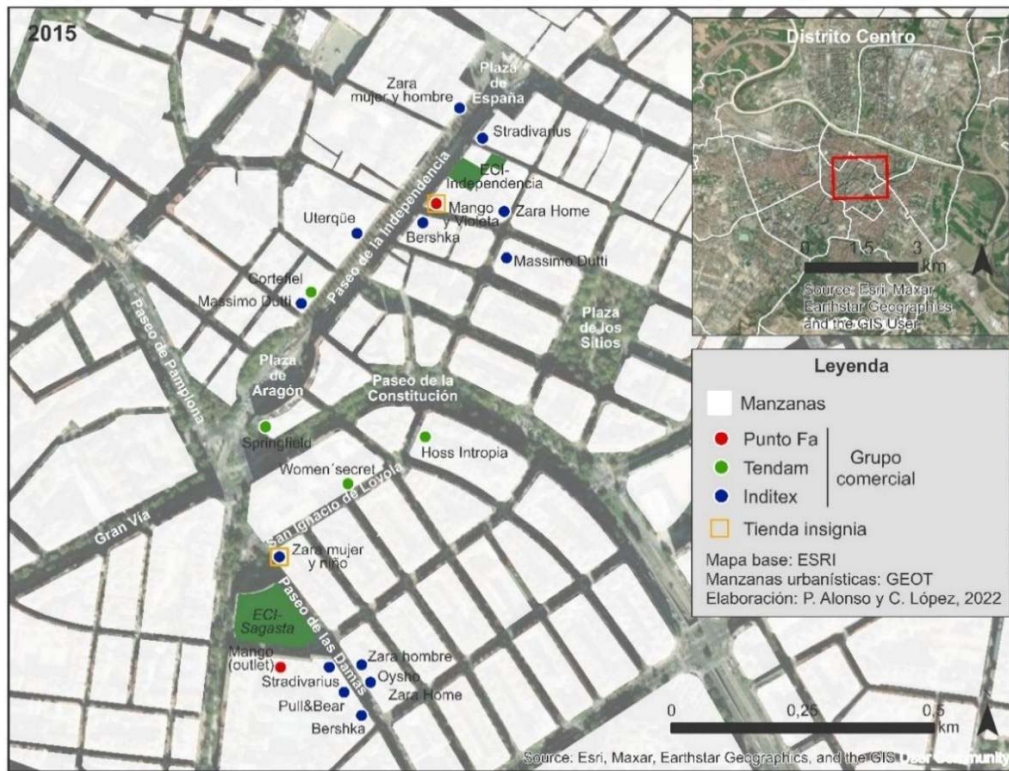 2015
Plaza
de
España
Zara
mujer y hombre
Stradivarius
ECI-
Independencia
Mango
y Violeta
Zara Home
Uterqüe
Bershka
Paseo de la Independencia
Massimo Dutti
Cortefiel
Massimo Dutti
Paseo de Pamplona
Plaza
de los
Sitios
Plaza
de
Aragón
Paseo de la
Constitución
Springfield
Hoss Intropia
Women´secret
San Ignacio de Loyola
Gran Vía
Zara mujer
y niño
Paseo de las Damas
ECI-
Sagasta
Mango
(outlet)
Zara hombre
Stradivarius
Oysho
Zara Home
Pull&Bear
Bershka
Distrito Centro
0 1,5 3
km
Source: Esri, Maxar,
Earthstar Geographics,
and the GIS User
Leyenda
Manzanas
Punto Fa
Tendam
Inditex
Grupo
comercial
Tienda insignia
Mapa base: ESRI
Manzanas urbanísticas: GEOT
Elaboración: P. Alonso y C. López, 2022
0 0,25 0,5
km
Source: Esri, Maxar, Earthstar Geographics, and the GIS User Community